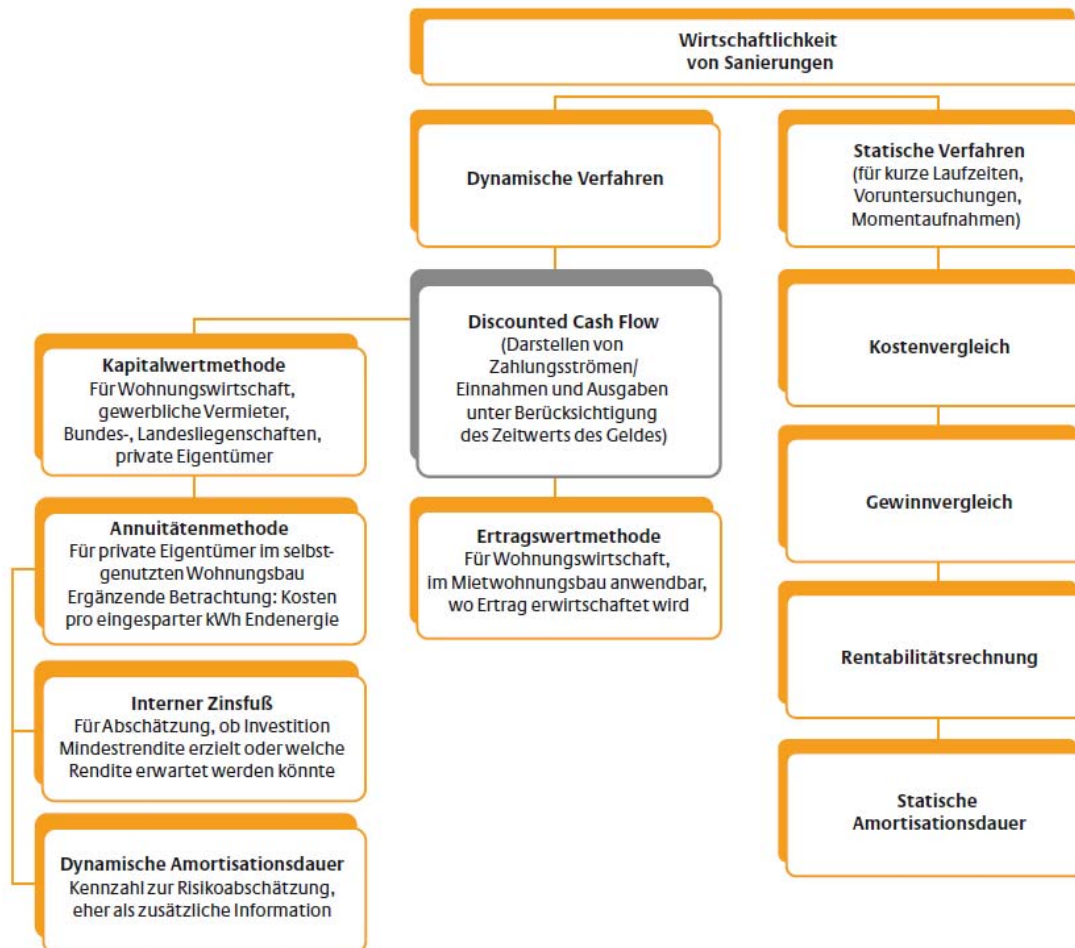 Wirtschaftlichkeit
von Sanierungen
Dynamische Verfahren
Statische Verfahren
(für kurze Laufzeiten,
Voruntersuchungen,
Momentaufnahmen)
Discounted Cash Flow
(Darstellen von
Zahlungsströmen/
Einnahmen und Ausgaben
unter Berücksichtigung
des Zeitwerts des Geldes)
Kapitalwertmethode
Für Wohnungswirtschaft,
gewerbliche Vermieter,
Bundes-, Landesliegenschaften,
private Eigentümer
Annuitätenmethode
Für private Eigentümer im selbst-
genutzten Wohnungsbau
Ergänzende Betrachtung: Kosten
pro eingesparter kWh Endenergie
Interner Zinsfuß
Für Abschätzung, ob Investition
Mindestrendite erzielt oder welche
Rendite erwartet werden könnte
Dynamische Amortisationsdauer
Kennzahl zur Risikoabschätzung,
eher als zusätzliche Information
Ertragswertmethode
Für Wohnungswirtschaft,
im Mietwohnungsbau anwendbar,
wo Ertrag erwirtschaftet wird
Kostenvergleich
Gewinnvergleich
Rentabilitätsrechnung
Statische
Amortisationsdauer